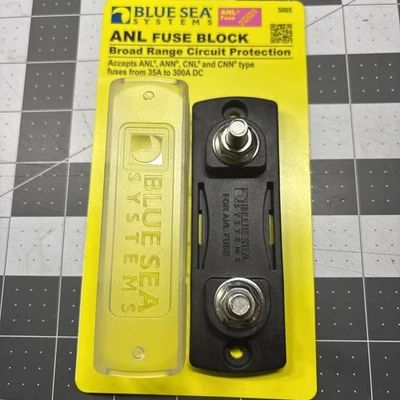 BLUE SEA
SYSTEMS
ANL®
Fuse
5005
ANL FUSE BLOCK
Broad Range Circuit Protection
Accepts ANL®, ANN®, CNL® and CNN® type
fuses from 35A to 300A DC
BLUE SEA
SYSTEMS
BLUE SEA
SYSTEMS
FOR ANL FUSE